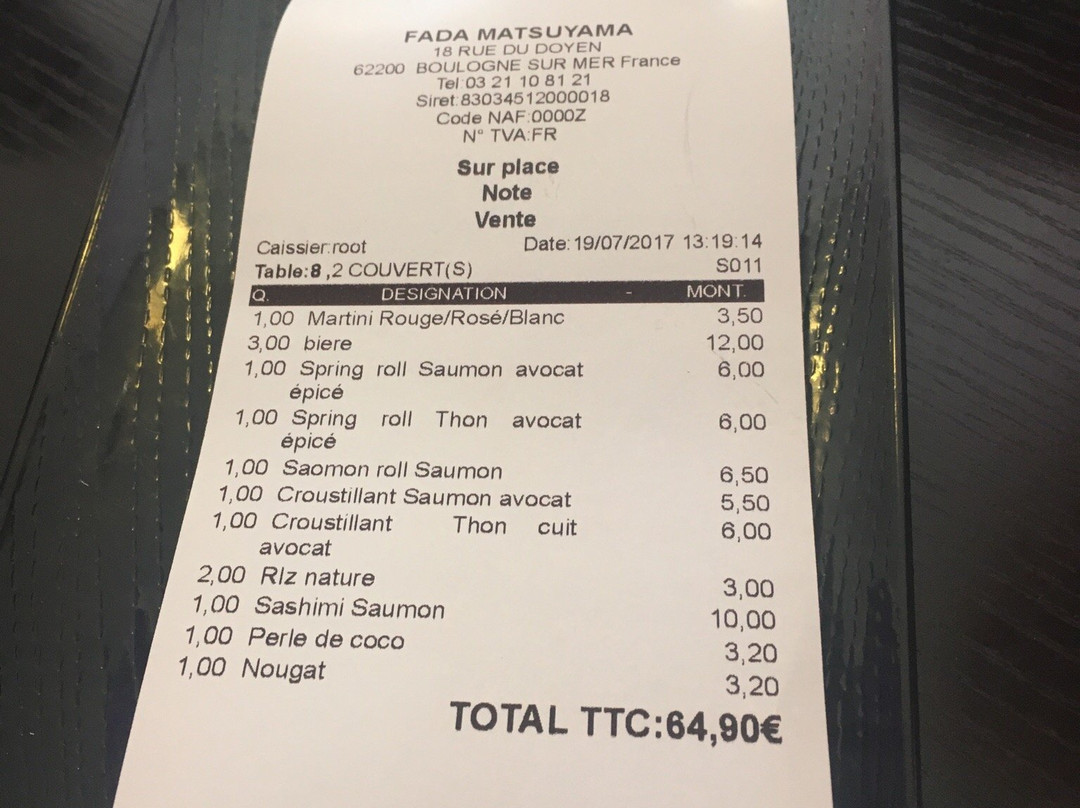 FADA MATSUYAMA
18 RUE DU DOYEN
62200 BOULOGNE SUR MER France
Tel:03 21 10 81 21
Siret:83034512000018
Code NAF:0000Z
N° TVA:FR
Sur place
Note
Vente
Caissier:root Date:19/07/2017 13:19:14
Table:8 ,2 COUVERT(S) S011
Q. DESIGNATION - MONT.
1,00 Martini Rouge/Rosé/Blanc 3,50
3,00 biere 12,00
1,00 Spring roll Saumon avocat 6,00
épicé
1,00 Spring roll Thon avocat 6,00
épicé
1,00 Saomon roll Saumon 6,50
1,00 Croustillant Saumon avocat 5,50
1,00 Croustillant Thon cuit 6,00
avocat
2,00 RIz nature 3,00
1,00 Sashimi Saumon 10,00
1,00 Perle de coco 3,20
1,00 Nougat 3,20
TOTAL TTC:64,90€